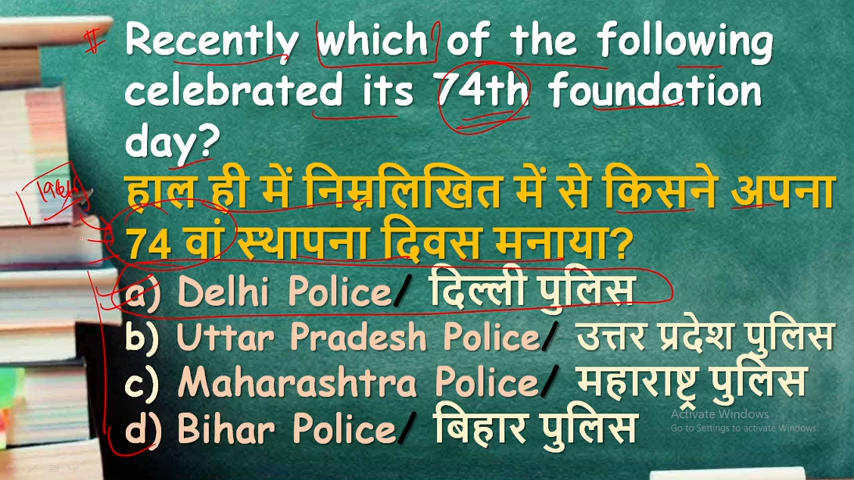 Recently which of the following
celebrated its 74th foundation
day?
हाल ही में निम्नलिखित में से किसने अपना
74 वां स्थापना दिवस मनाया?
a) Delhi Police/ दिल्ली पुलिस
b) Uttar Pradesh Police/ उत्तर प्रदेश पुलिस
c) Maharashtra Police/ महाराष्ट्र पुलिस
d) Bihar Police/ बिहार पुलिस
Activate Windows
Go to Settings to activate Windows.